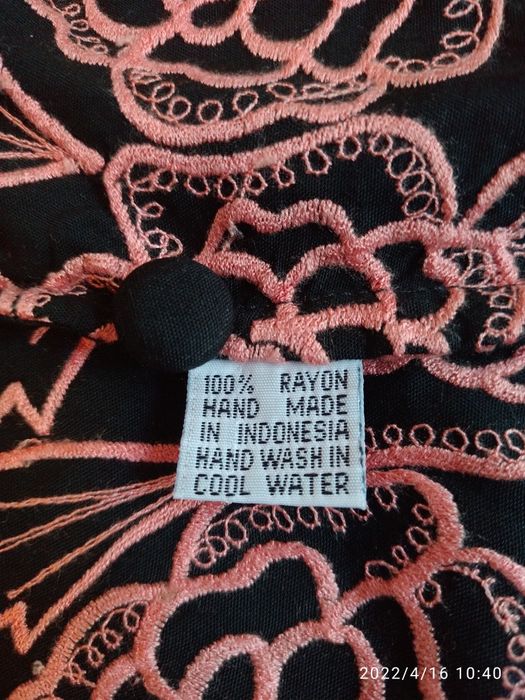 100% RAYON
HAND MADE
IN INDONESIA
HAND WASH IN
COOL WATER
2022/4/16 10:40